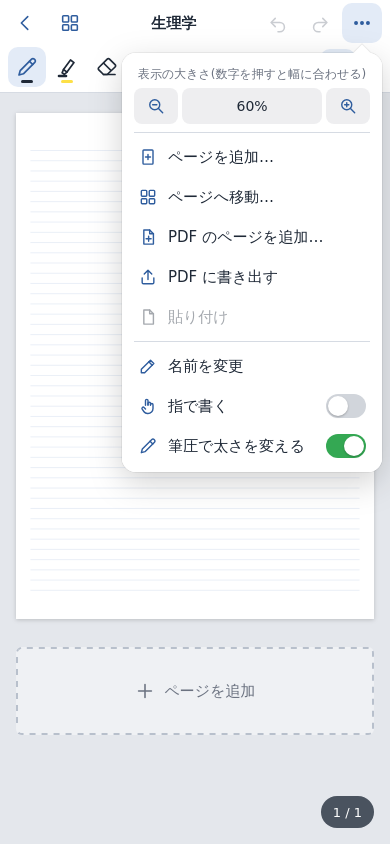 生理学
表示の大きさ(数字を押すと幅に合わせる)
60%
ページを追加...
ページへ移動...
PDF のページを追加...
PDF に書き出す
貼り付け
名前を変更
指で書く
筆圧で太さを変える
ページを追加
1 / 1